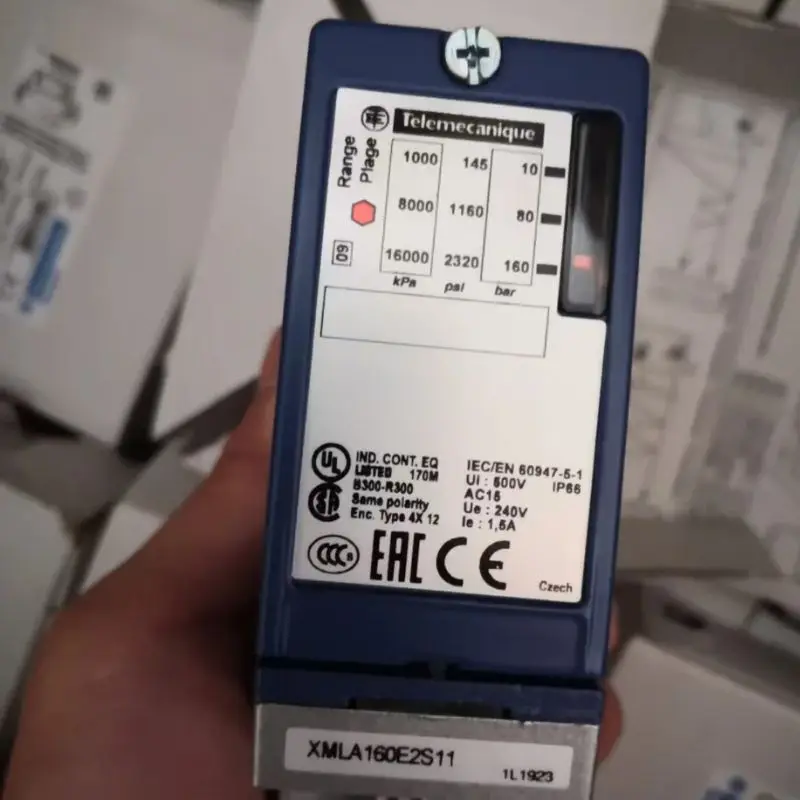 Telemecanique
Range
Plage
1000 145 10
8000 1160 80
16000 2320 160
kPa psi bar
09
UL
IND. CONT. EQ
LISTED 170M
B300-R300
Same polarity
Enc. Type 4X 12
IEC/EN 60947-5-1
Ui : 500V IP66
AC15
Ue : 240V
Ie : 1,5A
CCC S
EAC CE
Czech
XMLA160E2S11
1L1923